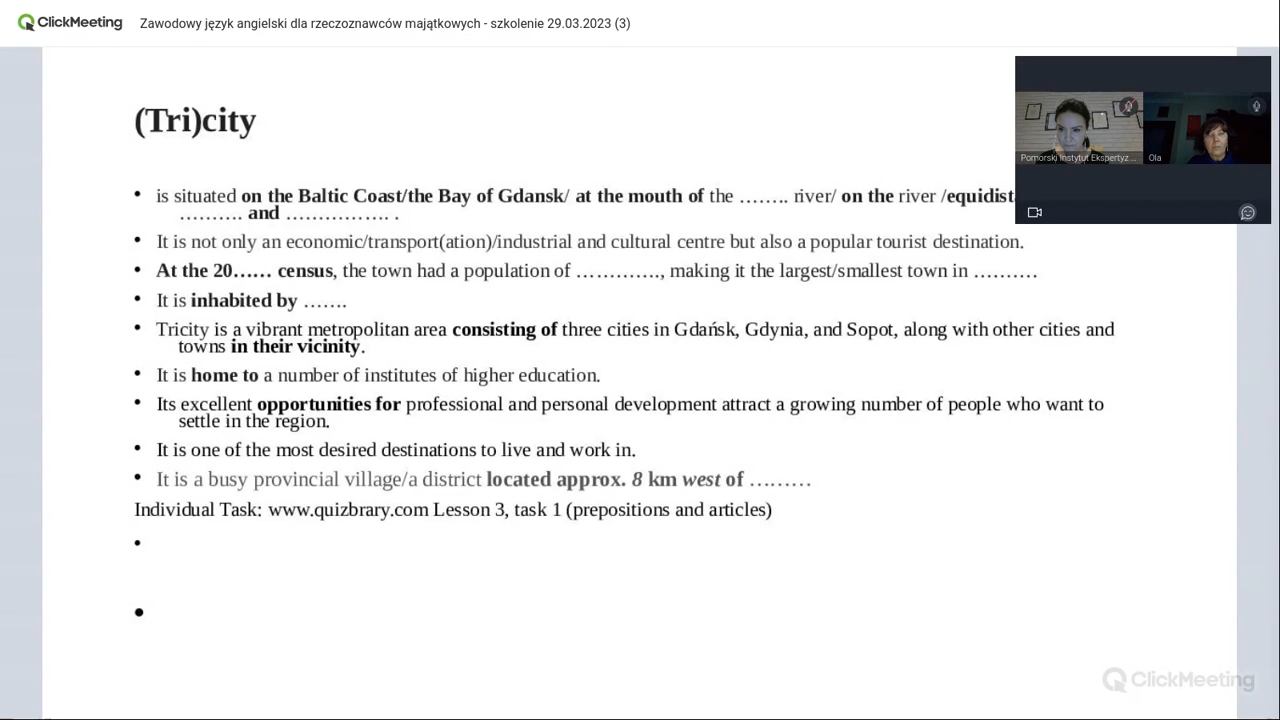 ClickMeeting Zawodowy język angielski dla rzeczoznawców majątkowych - szkolenie 29.03.2023 (3)
(Tri)city
• is situated on the Baltic Coast/the Bay of Gdansk/ at the mouth of the …….. river/ on the river /equidist
………. and ……………. .
• It is not only an economic/transport(ation)/industrial and cultural centre but also a popular tourist destination.
• At the 20…… census, the town had a population of …………., making it the largest/smallest town in ……….
• It is inhabited by …….
• Tricity is a vibrant metropolitan area consisting of three cities in Gdańsk, Gdynia, and Sopot, along with other cities and
towns in their vicinity.
• It is home to a number of institutes of higher education.
• Its excellent opportunities for professional and personal development attract a growing number of people who want to
settle in the region.
• It is one of the most desired destinations to live and work in.
• It is a busy provincial village/a district located approx. 8 km west of ………
Individual Task: www.quizbrary.com Lesson 3, task 1 (prepositions and articles)
•
•
Pomorski Instytut Ekspertyz ...
Ola
ClickMeeting